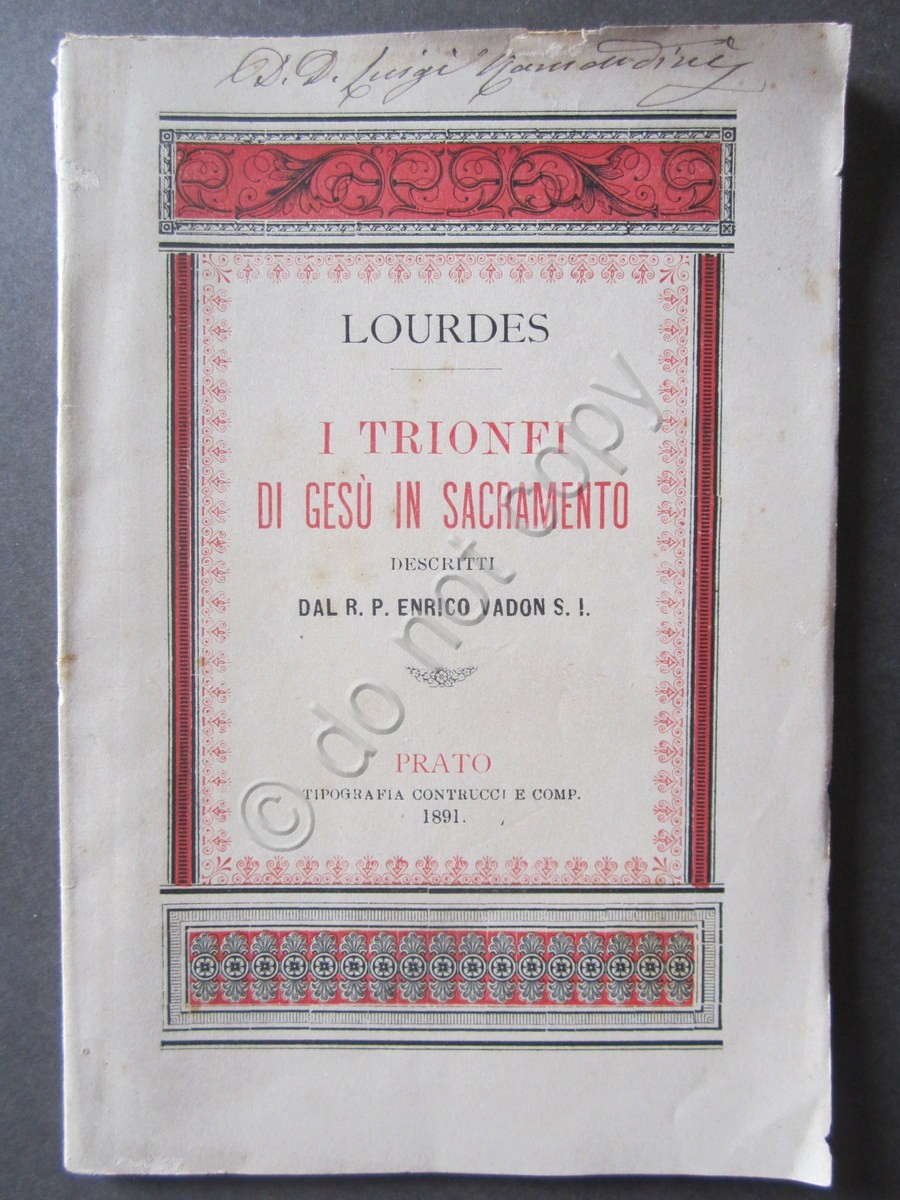 D. D. Luigi
LOURDES
I TRIONFI
DI GESÙ IN SACRAMENTO
DESCRITTI
DAL R. P. ENRICO VADON S. I.
PRATO
TIPOGRAFIA CONTRUCCI E COMP.
1891.
© do not copy